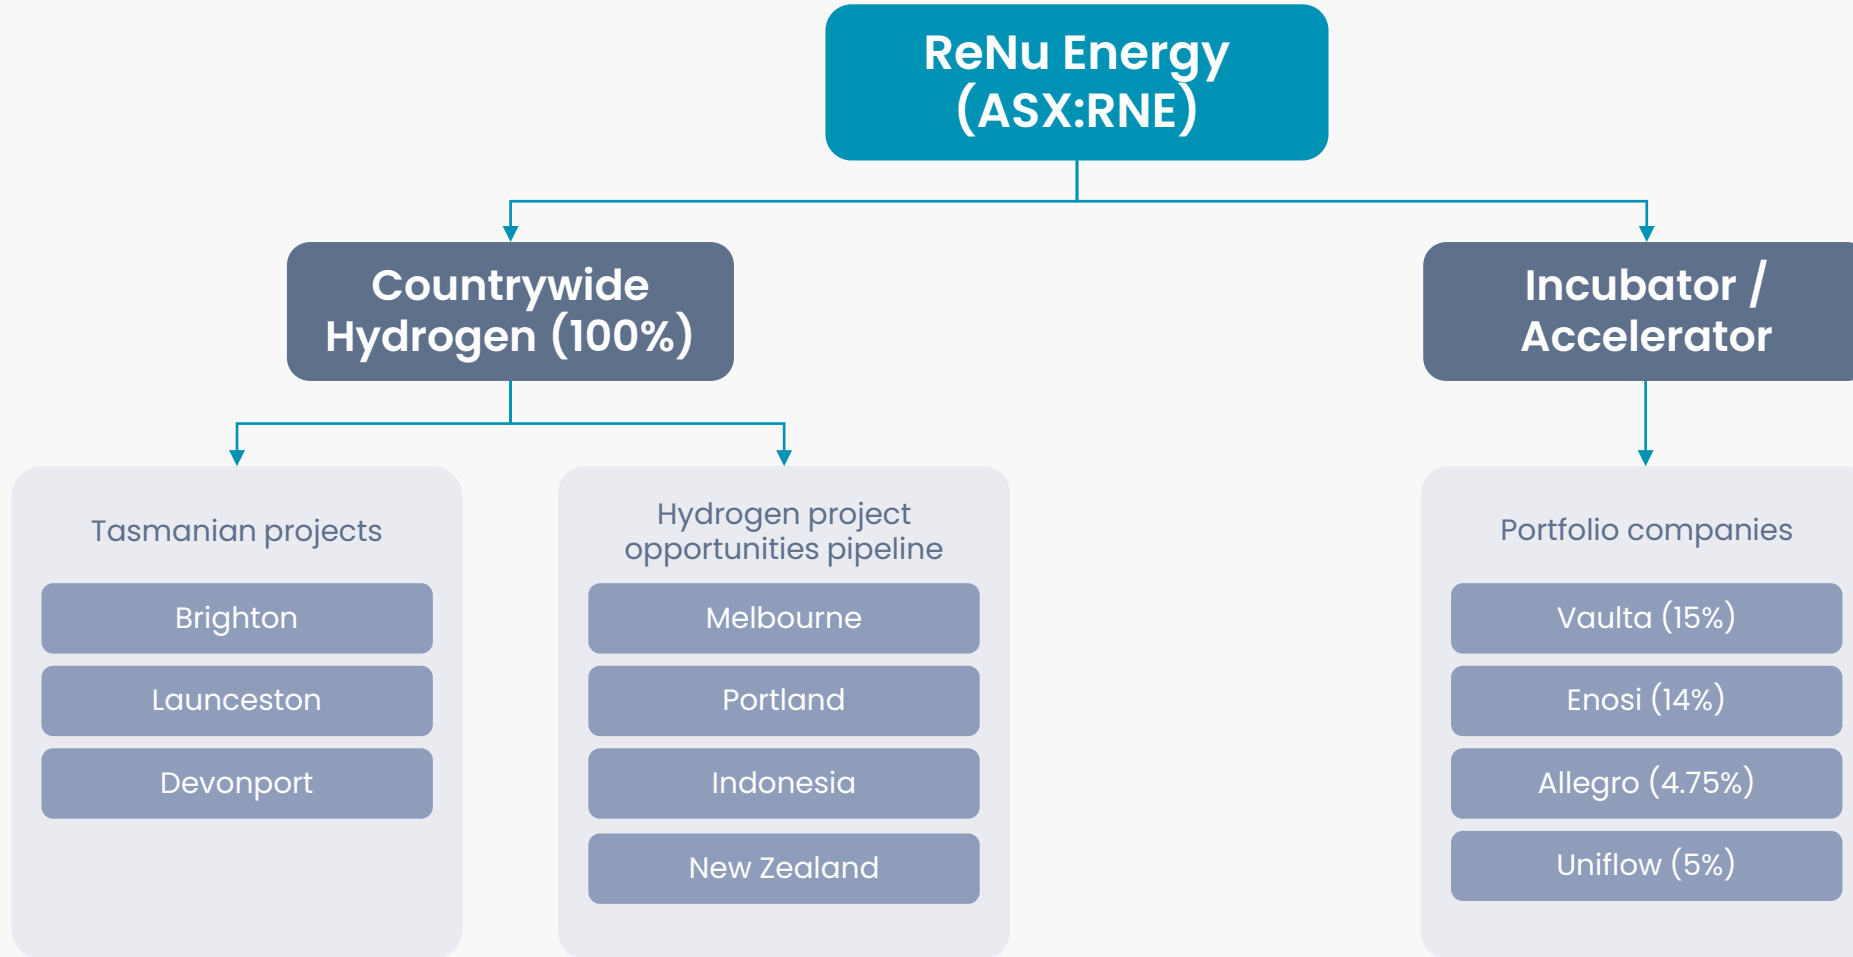 ReNu Energy
(ASX:RNE)
Countrywide
Hydrogen (100%)
Incubator /
Accelerator
Tasmanian projects
Brighton
Launceston
Devonport
Hydrogen project
opportunities pipeline
Melbourne
Portland
Indonesia
New Zealand
Portfolio companies
Vaulta (15%)
Enosi (14%)
Allegro (4.75%)
Uniflow (5%)